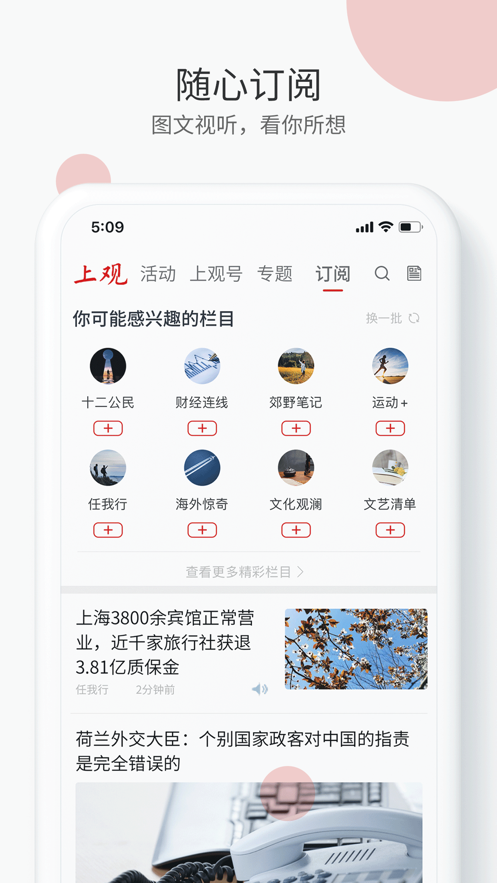 随心订阅
图文视听，看你所想
5:09
上观 活动 上观号 专题 订阅
你可能感兴趣的栏目 换一批
十二公民 财经连线 郊野笔记 运动+
任我行 海外惊奇 文化观澜 文艺清单
查看更多精彩栏目 >
上海3800余宾馆正常营
业，近千家旅行社获退
3.81亿质保金
任我行 2分钟前
荷兰外交大臣：个别国家政客对中国的指责
是完全错误的